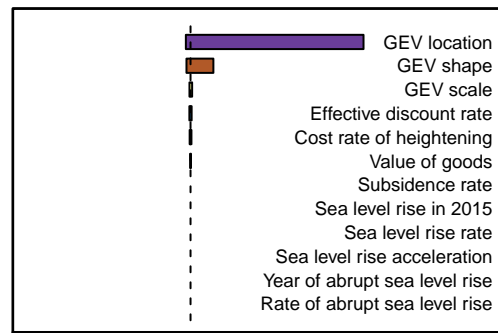 GEV location
GEV shape
GEV scale
Effective discount rate
Cost rate of heightening
Value of goods
Subsidence rate
Sea level rise in 2015
Sea level rise rate
Sea level rise acceleration
Year of abrupt sea level rise
Rate of abrupt sea level rise